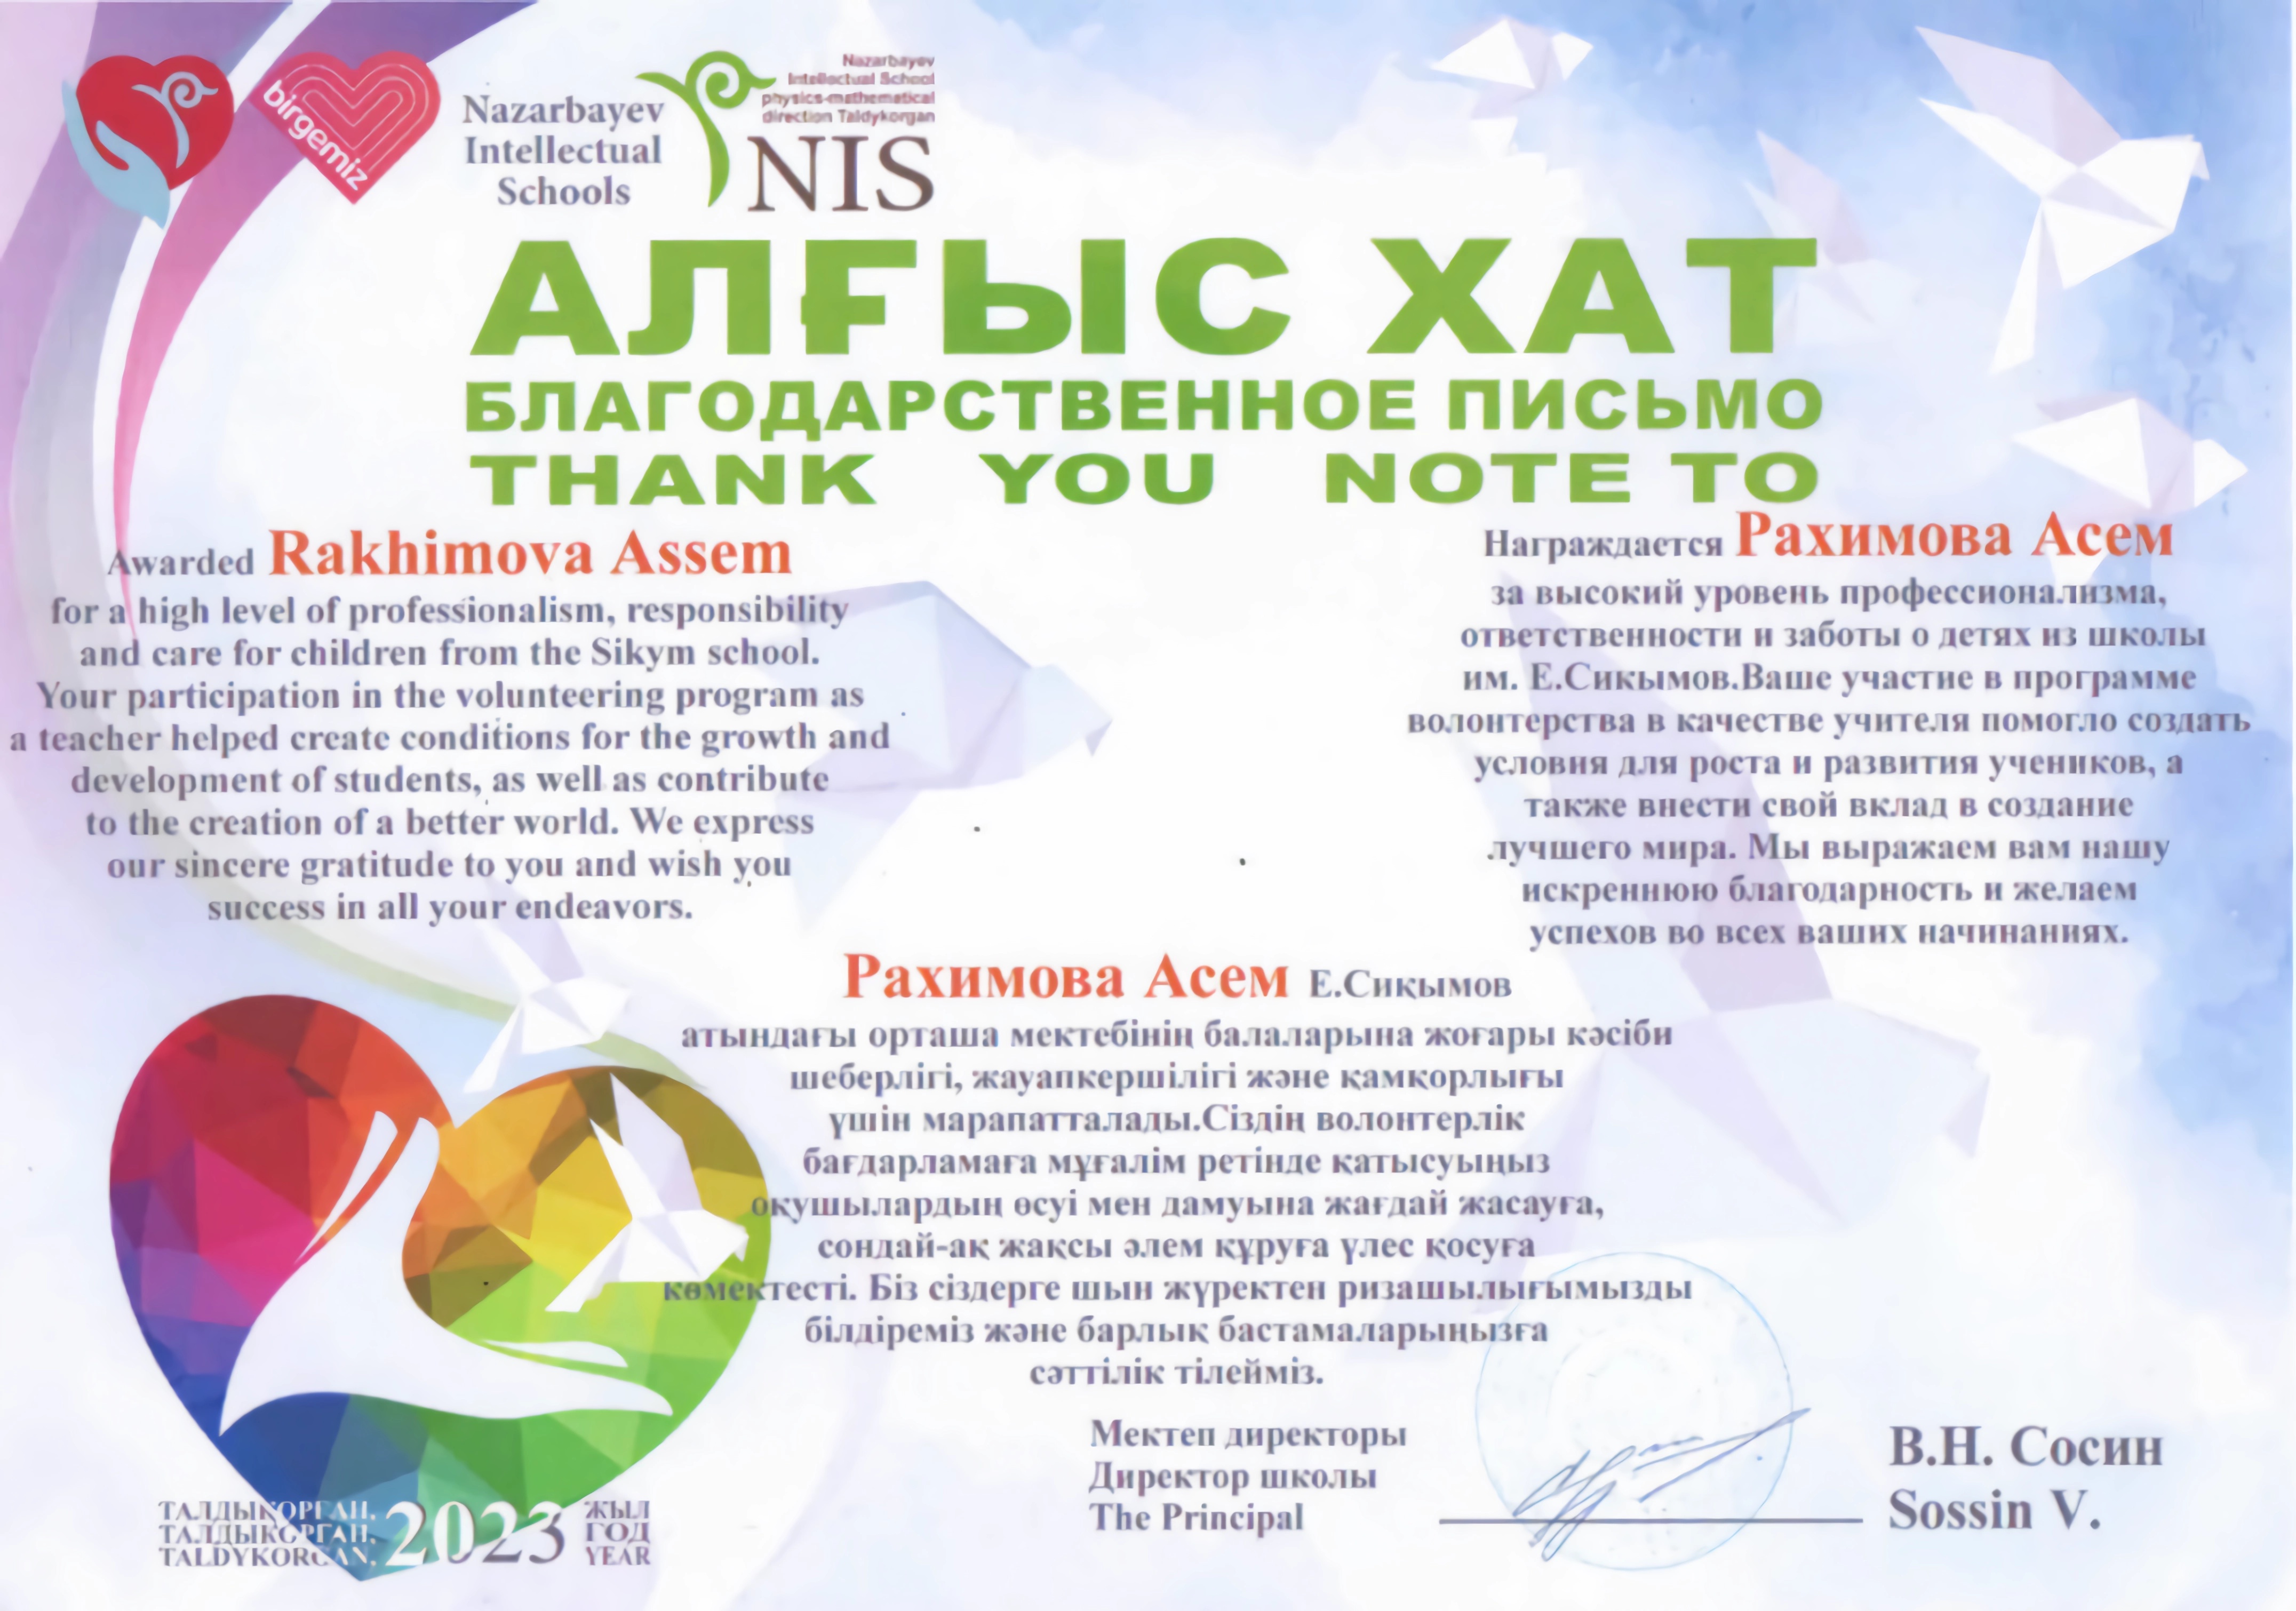 birgemiz
Nazarbayev
Intellectual
Schools
Nazarbayev
Intellectual School
physics-mathematical
direction Taldykorgan
NIS
АЛҒЫС ХАТ
БЛАГОДАРСТВЕННОЕ ПИСЬМО
THANK YOU NOTE TO
Awarded Rakhimova Assem
for a high level of professionalism, responsibility
and care for children from the Sikym school.
Your participation in the volunteering program as
a teacher helped create conditions for the growth and
development of students, as well as contribute
to the creation of a better world. We express
our sincere gratitude to you and wish you
success in all your endeavors.
Награждается Рахимова Асем
за высокий уровень профессионализма,
ответственности и заботы о детях из школы
им. Е.Сикымов.Ваше участие в программе
волонтерства в качестве учителя помогло создать
условия для роста и развития учеников, а
также внести свой вклад в создание
лучшего мира. Мы выражаем вам нашу
искреннюю благодарность и желаем
успехов во всех ваших начинаниях.
Рахимова Асем Е.Сиқымов
атындағы орташа мектебінің балаларына жоғары кәсіби
шеберлігі, жауапкершілігі және қамқорлығы
үшін марапатталады.Сіздің волонтерлік
бағдарламаға мұғалім ретінде қатысуыңыз
оқушылардың өсуі мен дамуына жағдай жасауға,
сондай-ақ жақсы әлем құруға үлес қосуға
көмектесті. Біз сіздерге шын жүректен ризашылығымызды
білдіреміз және барлық бастамаларыңызға
сәттілік тілейміз.
Мектеп директоры
Директор школы
The Principal
В.Н. Сосин
Sossin V.
ТАЛДЫҚОРҒАН,
ТАЛДЫКОРГАН,
TALDYKORGAN,
2023
ЖЫЛ
ГОД
YEAR